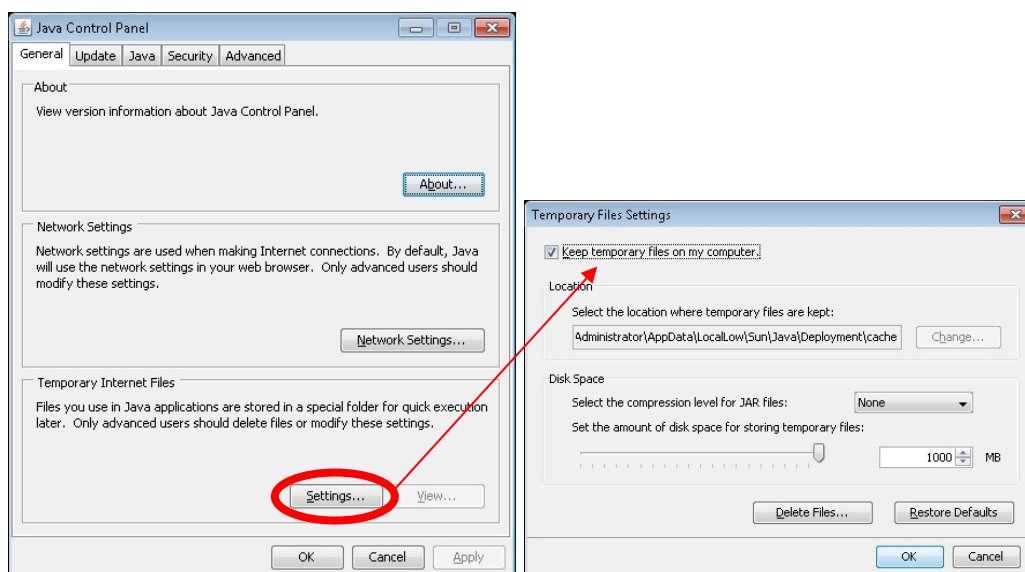 Java Control Panel
General Update Java Security Advanced
About
View version information about Java Control Panel.
About...
Network Settings
Network settings are used when making Internet connections. By default, Java
will use the network settings in your web browser. Only advanced users should
modify these settings.
Network Settings...
Temporary Internet Files
Files you use in Java applications are stored in a special folder for quick execution
later. Only advanced users should delete files or modify these settings.
Settings... View...
OK Cancel Apply
Temporary Files Settings
Keep temporary files on my computer.
Location
Select the location where temporary files are kept:
Administrator\AppData\LocalLow\Sun\Java\Deployment\cache Change...
Disk Space
Select the compression level for JAR files: None
Set the amount of disk space for storing temporary files:
1000 MB
Delete Files... Restore Defaults
OK Cancel